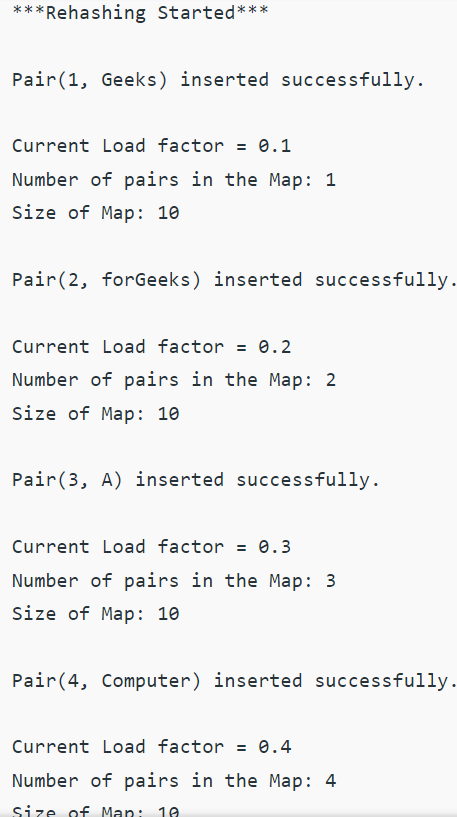 ***Rehashing Started***
Pair(1, Geeks) inserted successfully.
Current Load factor = 0.1
Number of pairs in the Map: 1
Size of Map: 10
Pair(2, forGeeks) inserted successfully.
Current Load factor = 0.2
Number of pairs in the Map: 2
Size of Map: 10
Pair(3, A) inserted successfully.
Current Load factor = 0.3
Number of pairs in the Map: 3
Size of Map: 10
Pair(4, Computer) inserted successfully.
Current Load factor = 0.4
Number of pairs in the Map: 4
Size of Map: 10